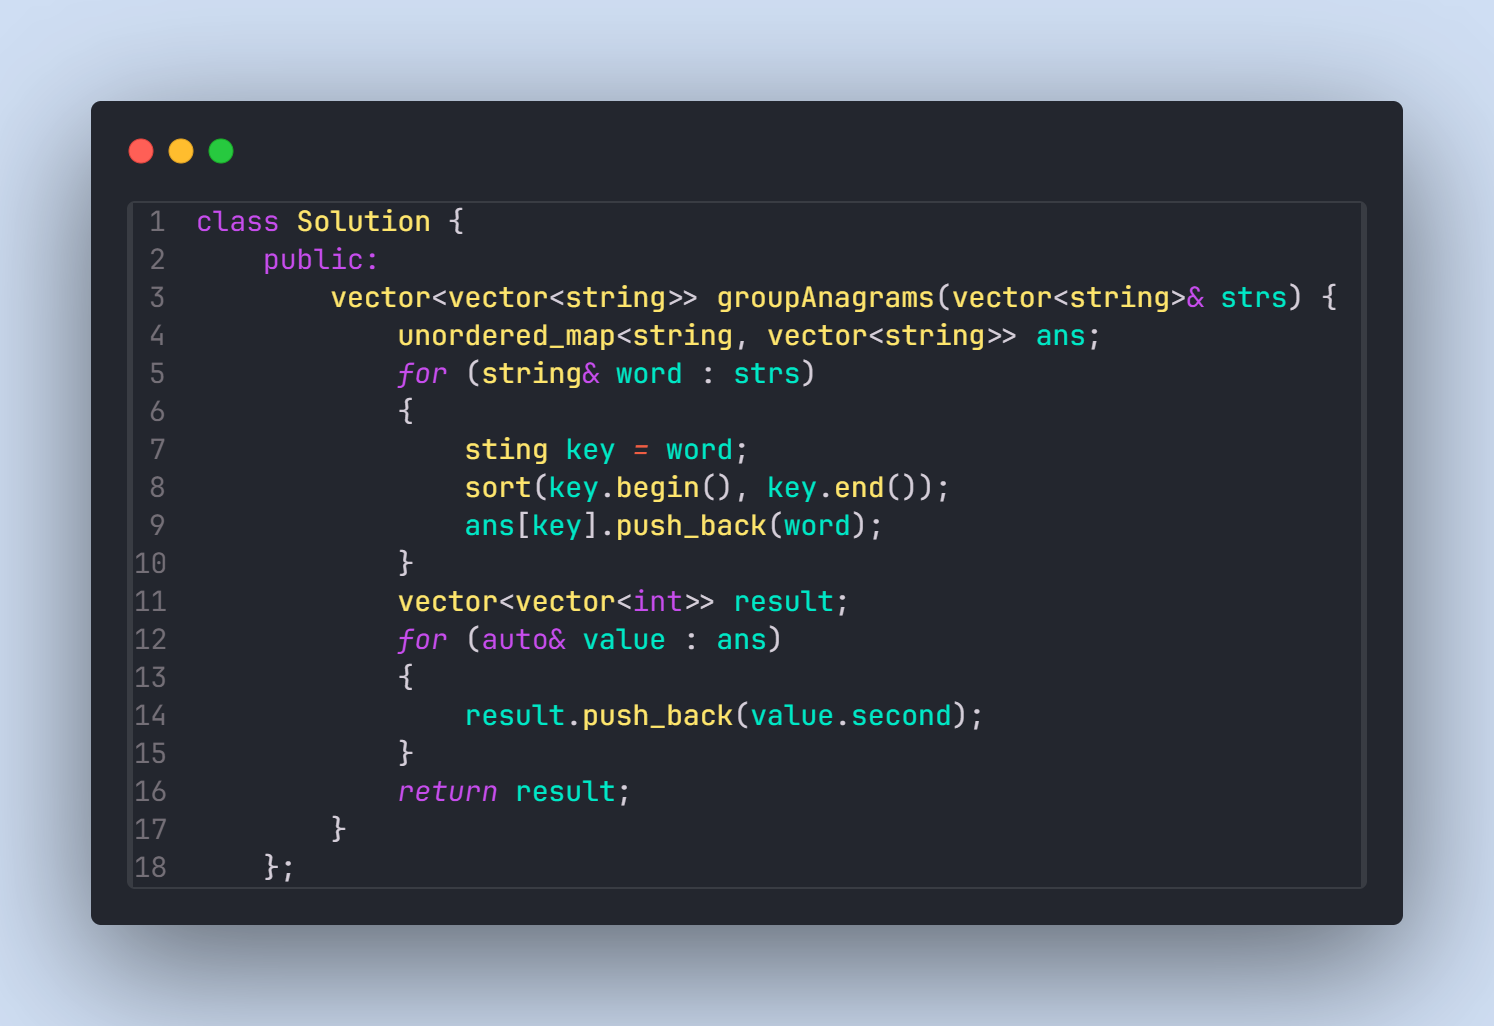 1 class Solution {
2 public:
3 vector<vector<string>> groupAnagrams(vector<string>& strs) {
4 unordered_map<string, vector<string>> ans;
5 for (string& word : strs)
6 {
7 sting key = word;
8 sort(key.begin(), key.end());
9 ans[key].push_back(word);
10 }
11 vector<vector<int>> result;
12 for (auto& value : ans)
13 {
14 result.push_back(value.second);
15 }
16 return result;
17 }
18 };